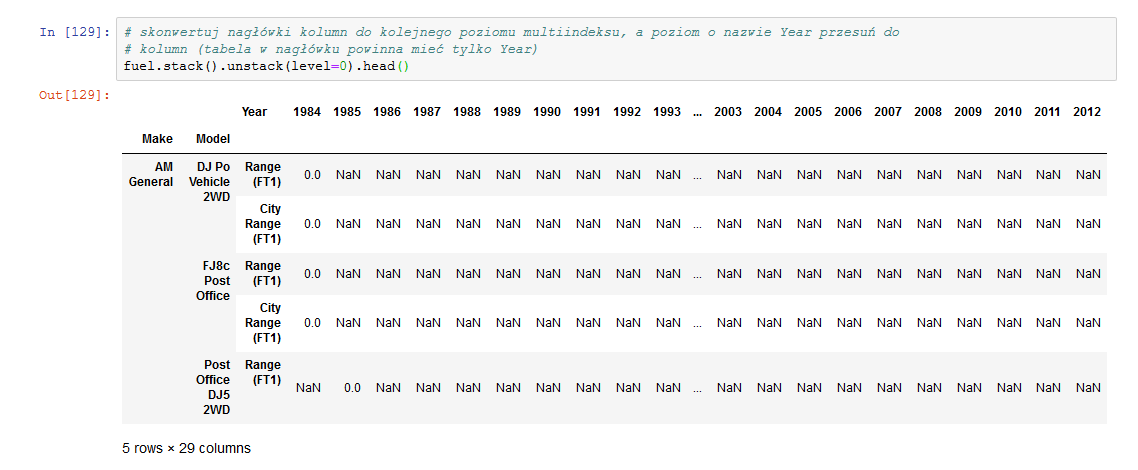 In [129]: # skonwertuj nagłówki kolumn do kolejnego poziomu multiindeksu, a poziom o nazwie Year przesuń do
# kolumn (tabela w nagłówku powinna mieć tylko Year)
fuel.stack().unstack(level=0).head()
Out[129]:
Year 1984 1985 1986 1987 1988 1989 1990 1991 1992 1993 ... 2003 2004 2005 2006 2007 2008 2009 2010 2011 2012
Make Model
AM DJ Po Range
General Vehicle (FT1) 0.0 NaN NaN NaN NaN NaN NaN NaN NaN NaN ... NaN NaN NaN NaN NaN NaN NaN NaN NaN NaN
2WD
City
Range 0.0 NaN NaN NaN NaN NaN NaN NaN NaN NaN ... NaN NaN NaN NaN NaN NaN NaN NaN NaN NaN
(FT1)
FJ8c Range
Post (FT1) 0.0 NaN NaN NaN NaN NaN NaN NaN NaN NaN ... NaN NaN NaN NaN NaN NaN NaN NaN NaN NaN
Office
City
Range 0.0 NaN NaN NaN NaN NaN NaN NaN NaN NaN ... NaN NaN NaN NaN NaN NaN NaN NaN NaN NaN
(FT1)
Post Range
Office (FT1) NaN 0.0 NaN NaN NaN NaN NaN NaN NaN NaN ... NaN NaN NaN NaN NaN NaN NaN NaN NaN NaN
DJ5
2WD
5 rows × 29 columns